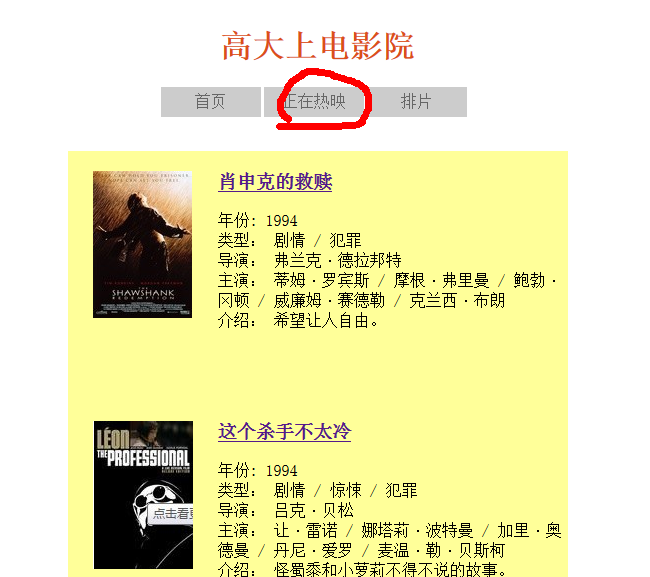 高大上电影院
首页
正在热映
排片
肖申克的救赎
年份: 1994
类型: 剧情 / 犯罪
导演: 弗兰克·德拉邦特
主演: 蒂姆·罗宾斯 / 摩根·弗里曼 / 鲍勃·
冈顿 / 威廉姆·赛德勒 / 克兰西·布朗
介绍: 希望让人自由。
THE
SHAWSHANK
REDEMPTION
这个杀手不太冷
年份: 1994
类型: 剧情 / 惊悚 / 犯罪
导演: 吕克·贝松
主演: 让·雷诺 / 娜塔莉·波特曼 / 加里·奥
德曼 / 丹尼·爱罗 / 麦温·勒·贝斯柯
介绍: 怪蜀黍和小萝莉不得不说的故事。
LÉON
THE PROFESSIONAL
点击看更